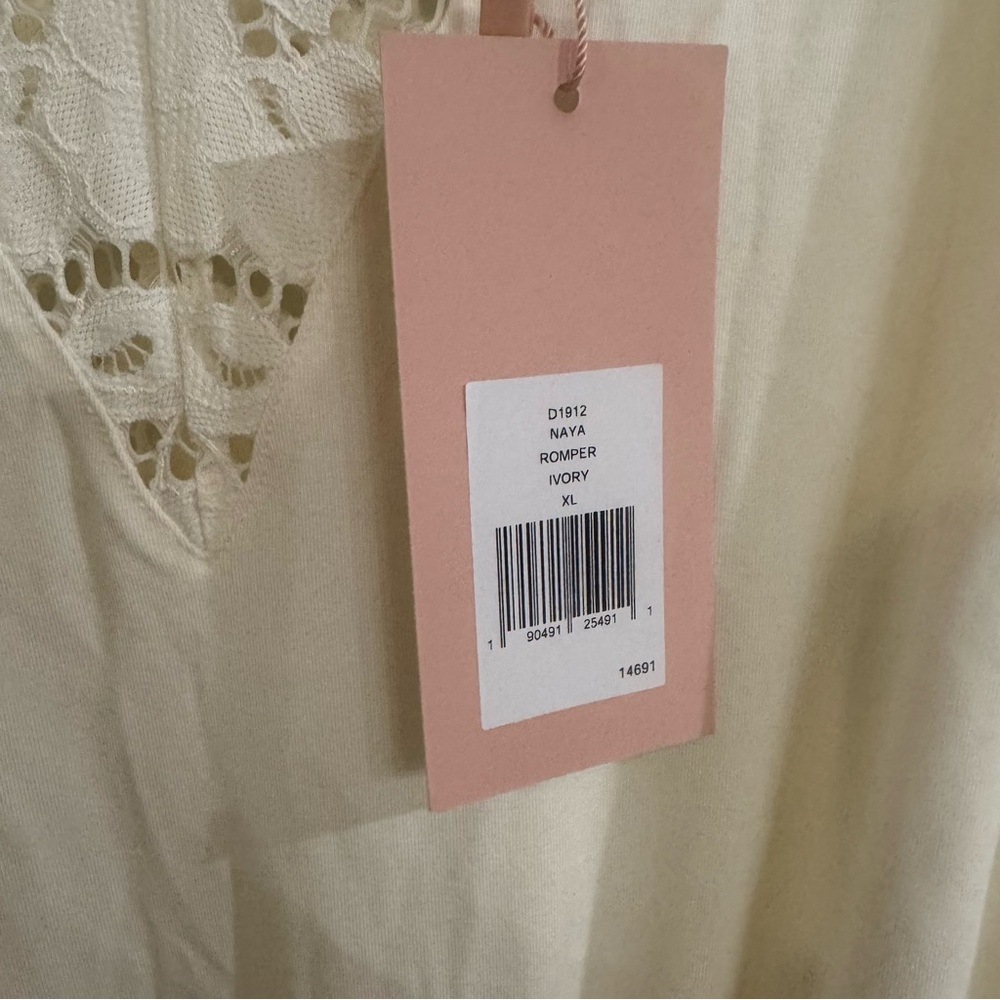 D1912
NAYA
ROMPER
IVORY
XL
1 90491 25491 1
14691